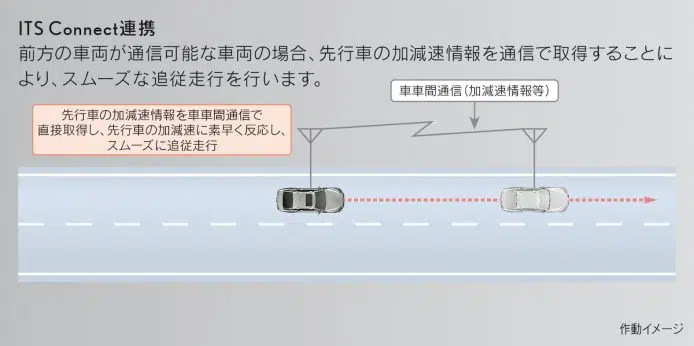 ITS Connect連携
前方の車両が通信可能な車両の場合、先行車の加減速情報を通信で取得することに
より、スムーズな追従走行を行います。
車車間通信（加減速情報等）
先行車の加減速情報を車車間通信で
直接取得し、先行車の加減速に素早く反応し、
スムーズに追従走行
作動イメージ